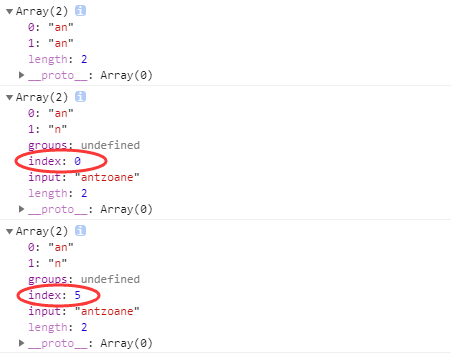 ▼Array(2) i
0: "an"
1: "an"
length: 2
▶__proto__: Array(0)
▼Array(2) i
0: "an"
1: "n"
groups: undefined
index: 0
input: "antzoane"
length: 2
▶__proto__: Array(0)
▼Array(2) i
0: "an"
1: "n"
groups: undefined
index: 5
input: "antzoane"
length: 2
▶__proto__: Array(0)